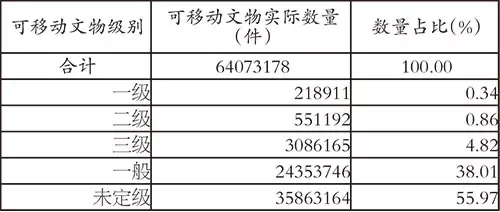 可移动文物级别 可移动文物实际数量(件) 数量占比(%)
合计 64073178 100.00
一级 218911 0.34
二级 551192 0.86
三级 3086165 4.82
一般 24353746 38.01
未定级 35863164 55.97